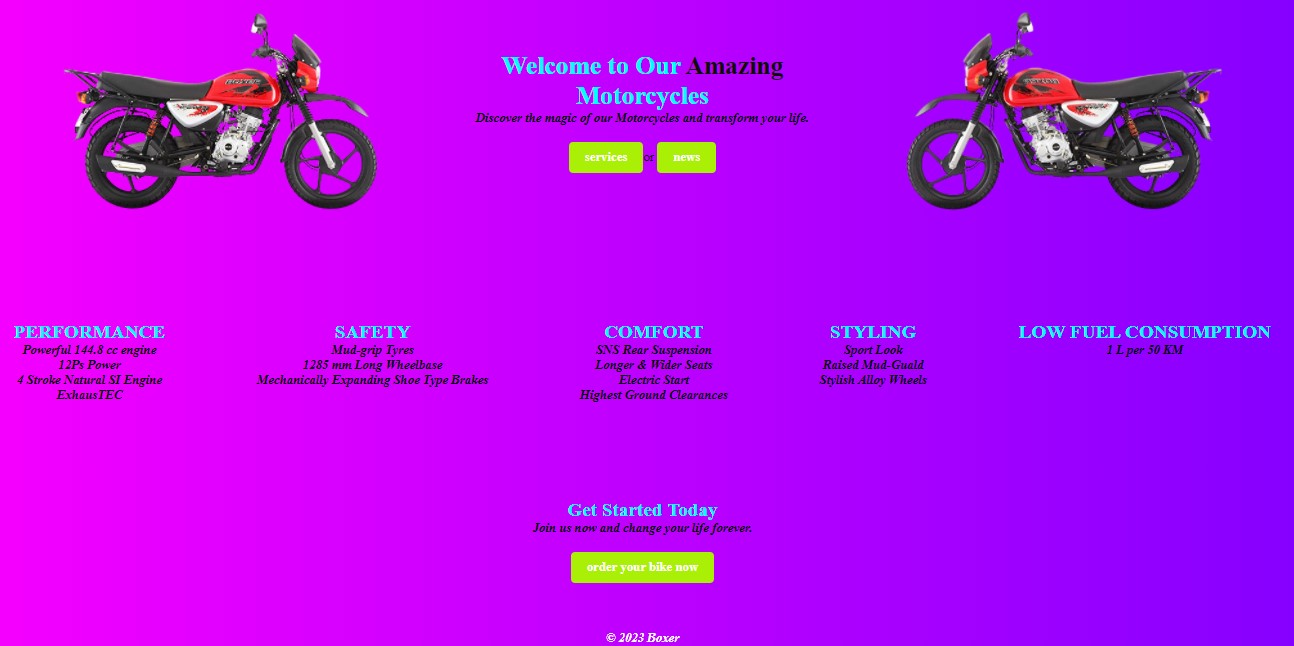 Welcome to Our Amazing
Motorcycles
Discover the magic of our Motorcycles and transform your life.
services or news
PERFORMANCE
Powerful 144.8 cc engine
12Ps Power
4 Stroke Natural SI Engine
ExhausTEC
SAFETY
Mud-grip Tyres
1285 mm Long Wheelbase
Mechanically Expanding Shoe Type Brakes
COMFORT
SNS Rear Suspension
Longer & Wider Seats
Electric Start
Highest Ground Clearances
STYLING
Sport Look
Raised Mud-Guald
Stylish Alloy Wheels
LOW FUEL CONSUMPTION
1 L per 50 KM
Get Started Today
Join us now and change your life forever.
order your bike now
© 2023 Boxer